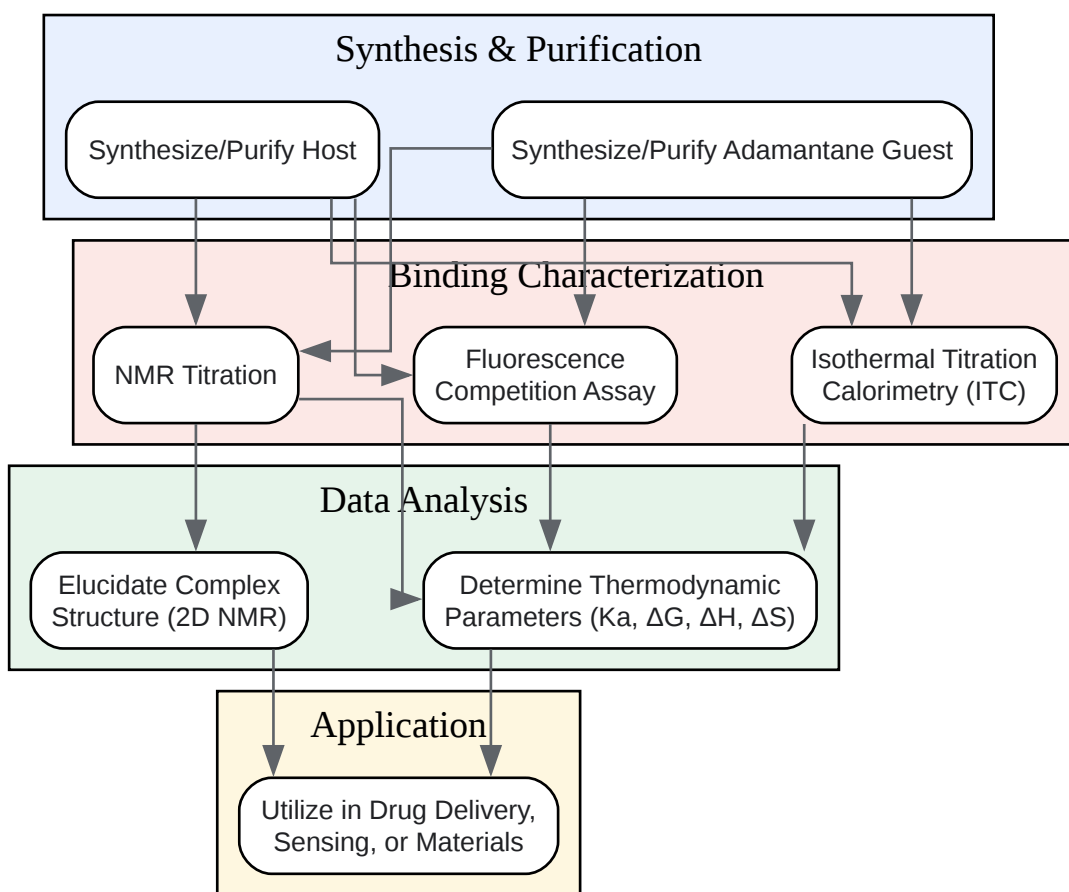 Synthesis & Purification
Synthesize/Purify Host
Synthesize/Purify Adamantane Guest
Binding Characterization
NMR Titration
Fluorescence
Competition Assay
Isothermal Titration
Calorimetry (ITC)
Data Analysis
Elucidate Complex
Structure (2D NMR)
Determine Thermodynamic
Parameters (Ka, ΔG, ΔH, ΔS)
Application
Utilize in Drug Delivery,
Sensing, or Materials